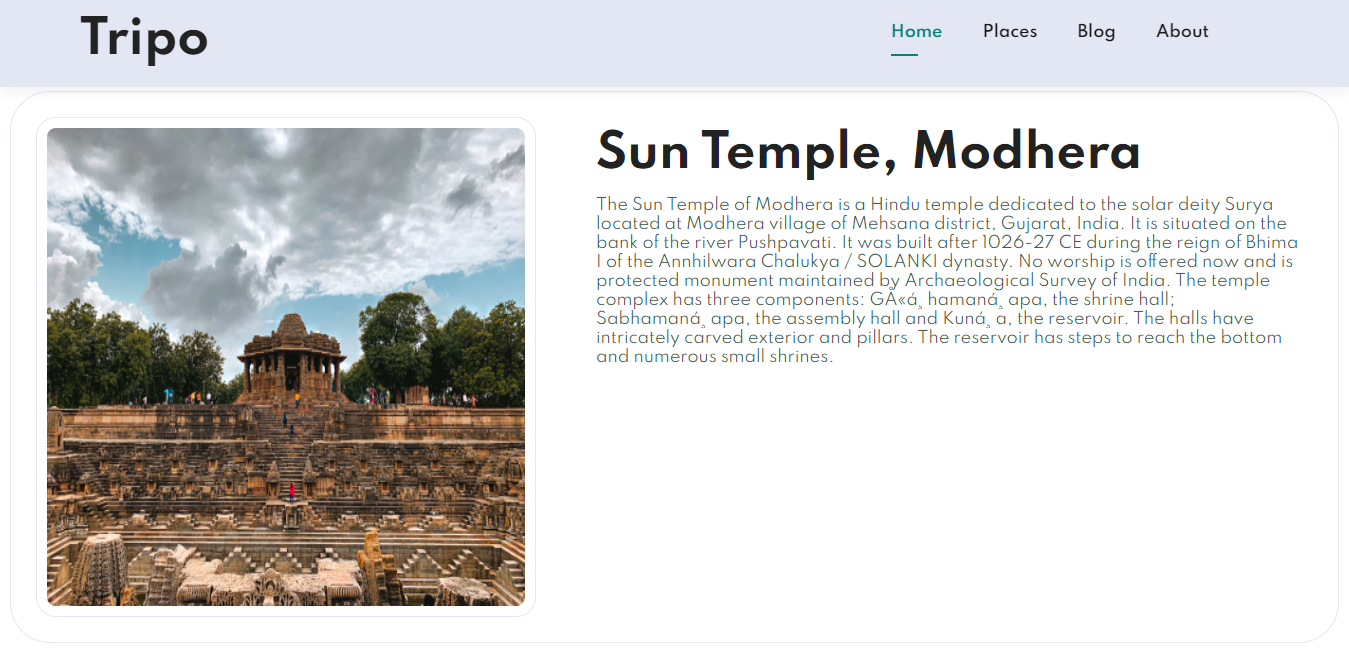 Tripo
Home Places Blog About
Sun Temple, Modhera
The Sun Temple of Modhera is a Hindu temple dedicated to the solar deity Surya
located at Modhera village of Mehsana district, Gujarat, India. It is situated on the
bank of the river Pushpavati. It was built after 1026-27 CE during the reign of Bhima
I of the Annhilwara Chalukya / SOLANKI dynasty. No worship is offered now and is
protected monument maintained by Archaeological Survey of India. The temple
complex has three components: GÅ«á¸hamaná¸apa, the shrine hall;
Sabhamaná¸apa, the assembly hall and Kuná¸a, the reservoir. The halls have
intricately carved exterior and pillars. The reservoir has steps to reach the bottom
and numerous small shrines.